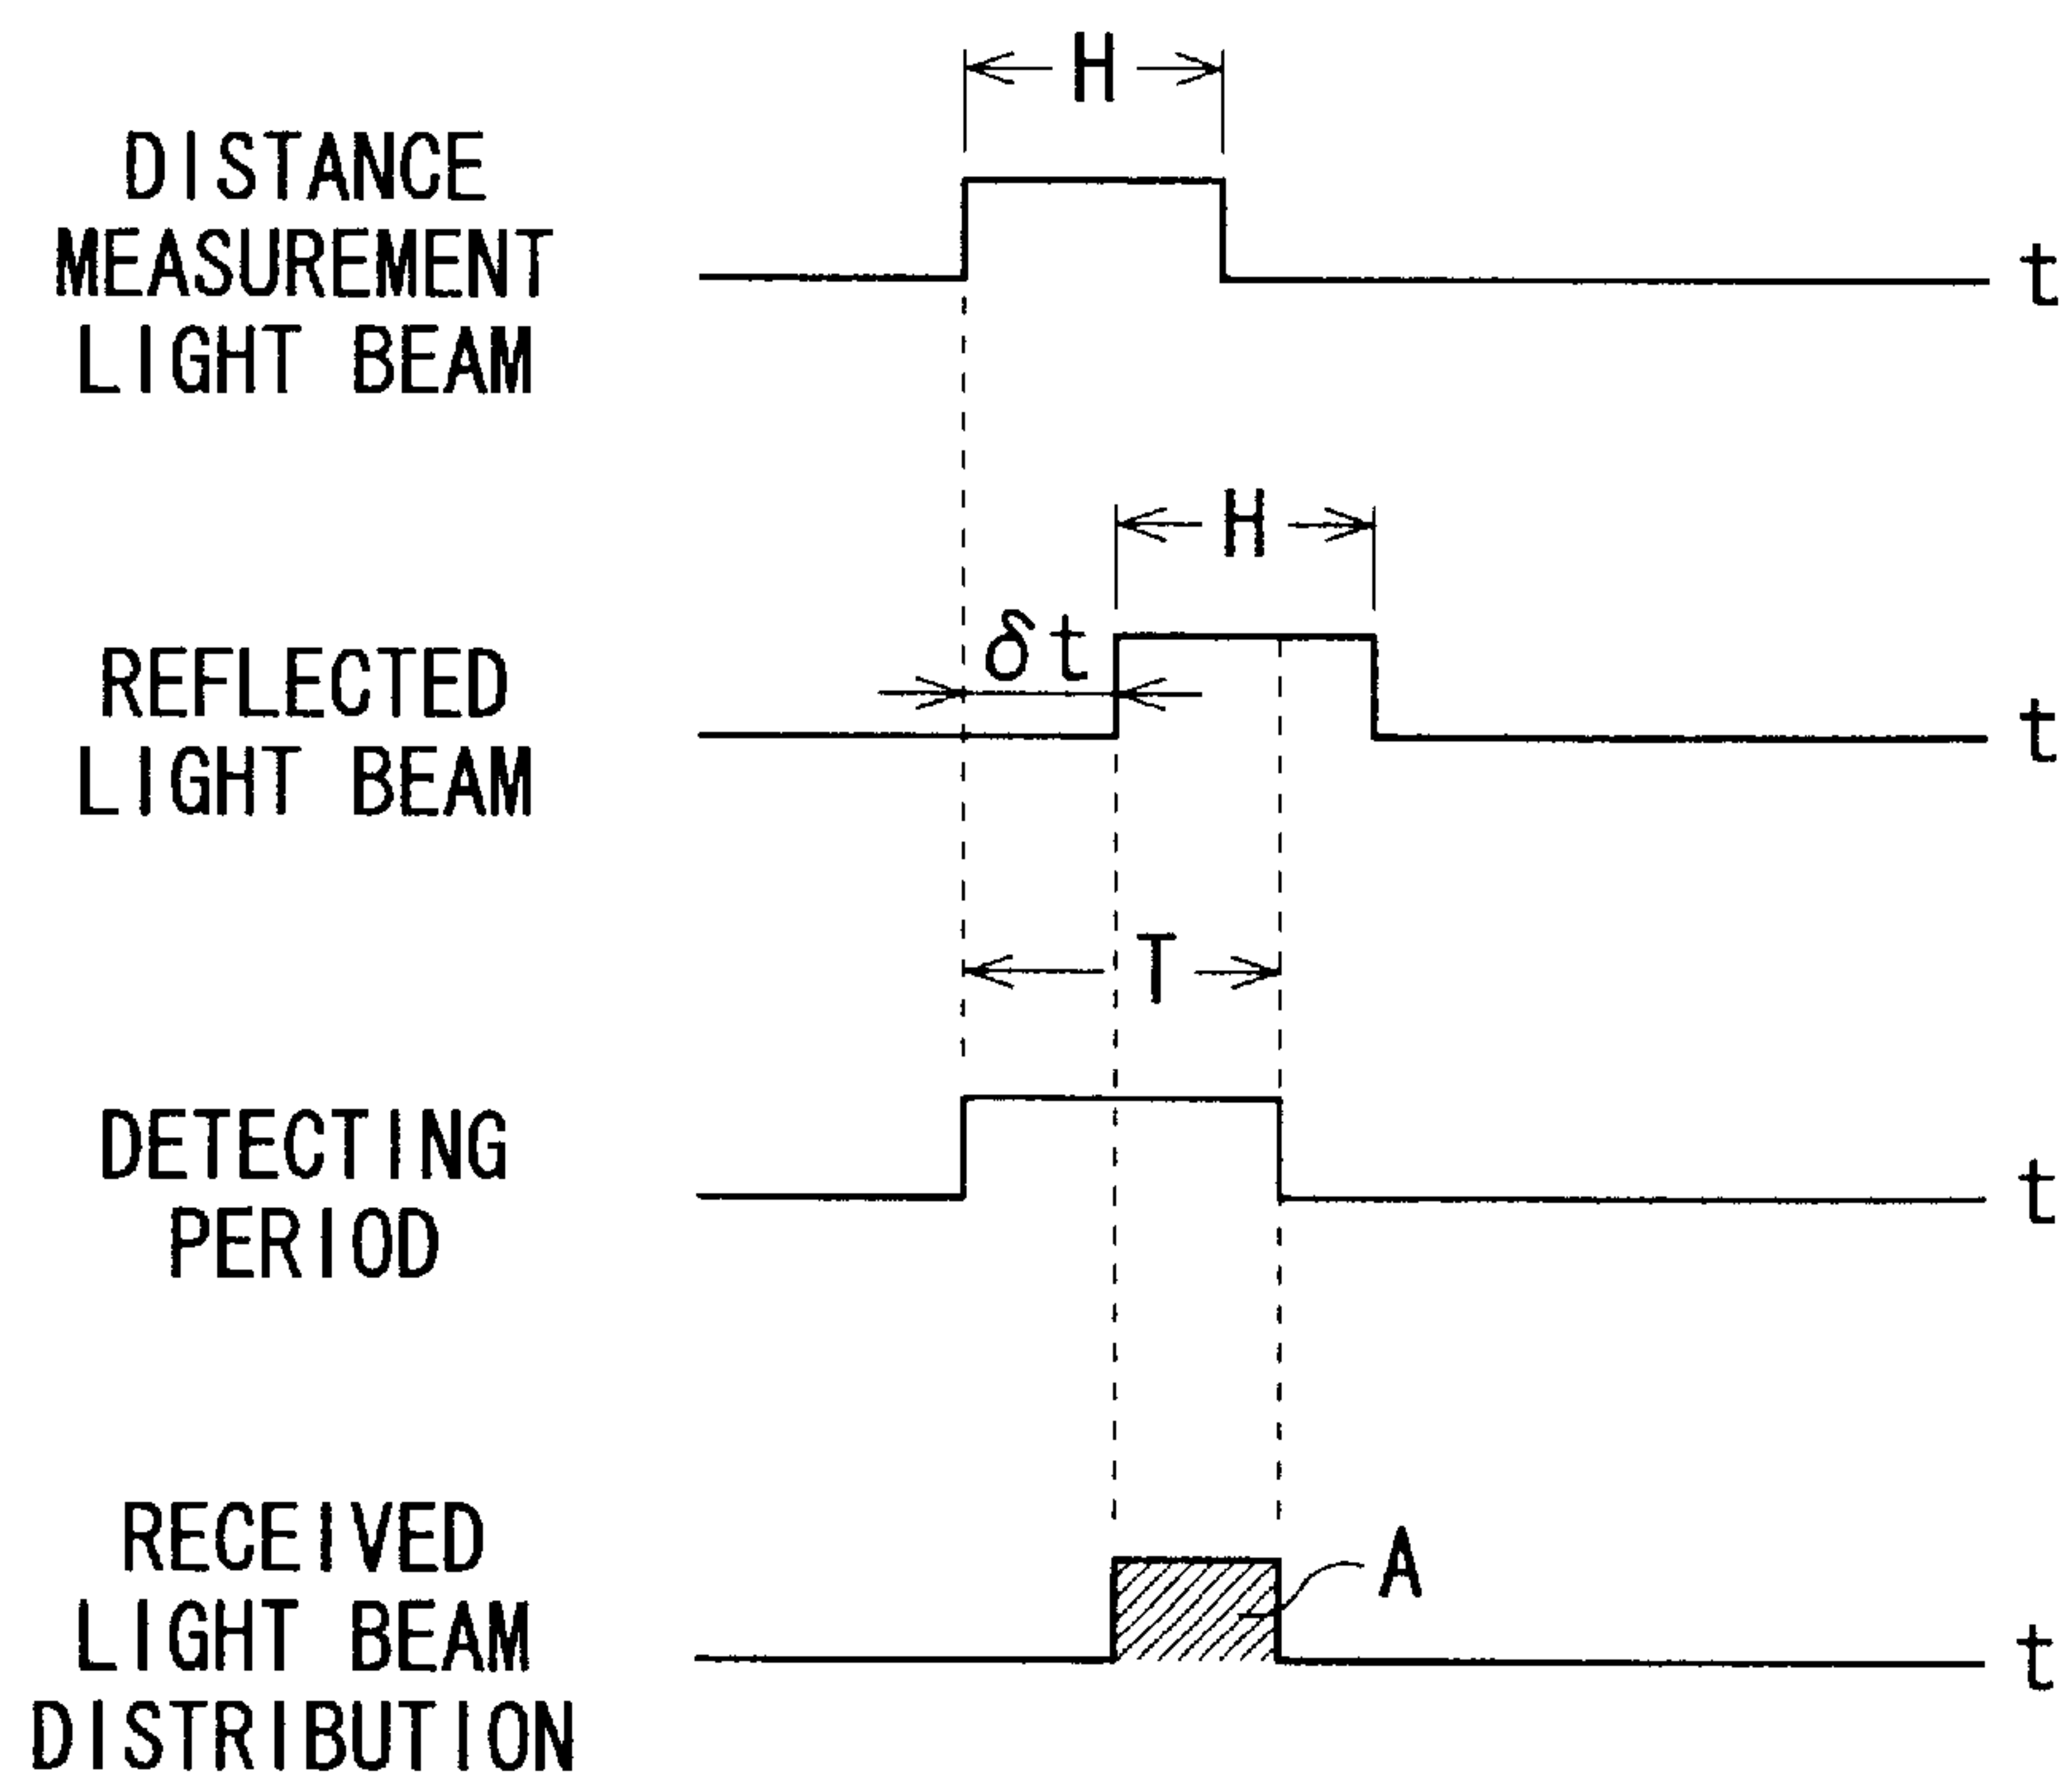 H
DISTANCE
MEASUREMENT
LIGHT BEAM
t
H
δt
REFLECTED
LIGHT BEAM
t
T
DETECTING
PERIOD
t
RECEIVED
LIGHT BEAM
DISTRIBUTION
A
t